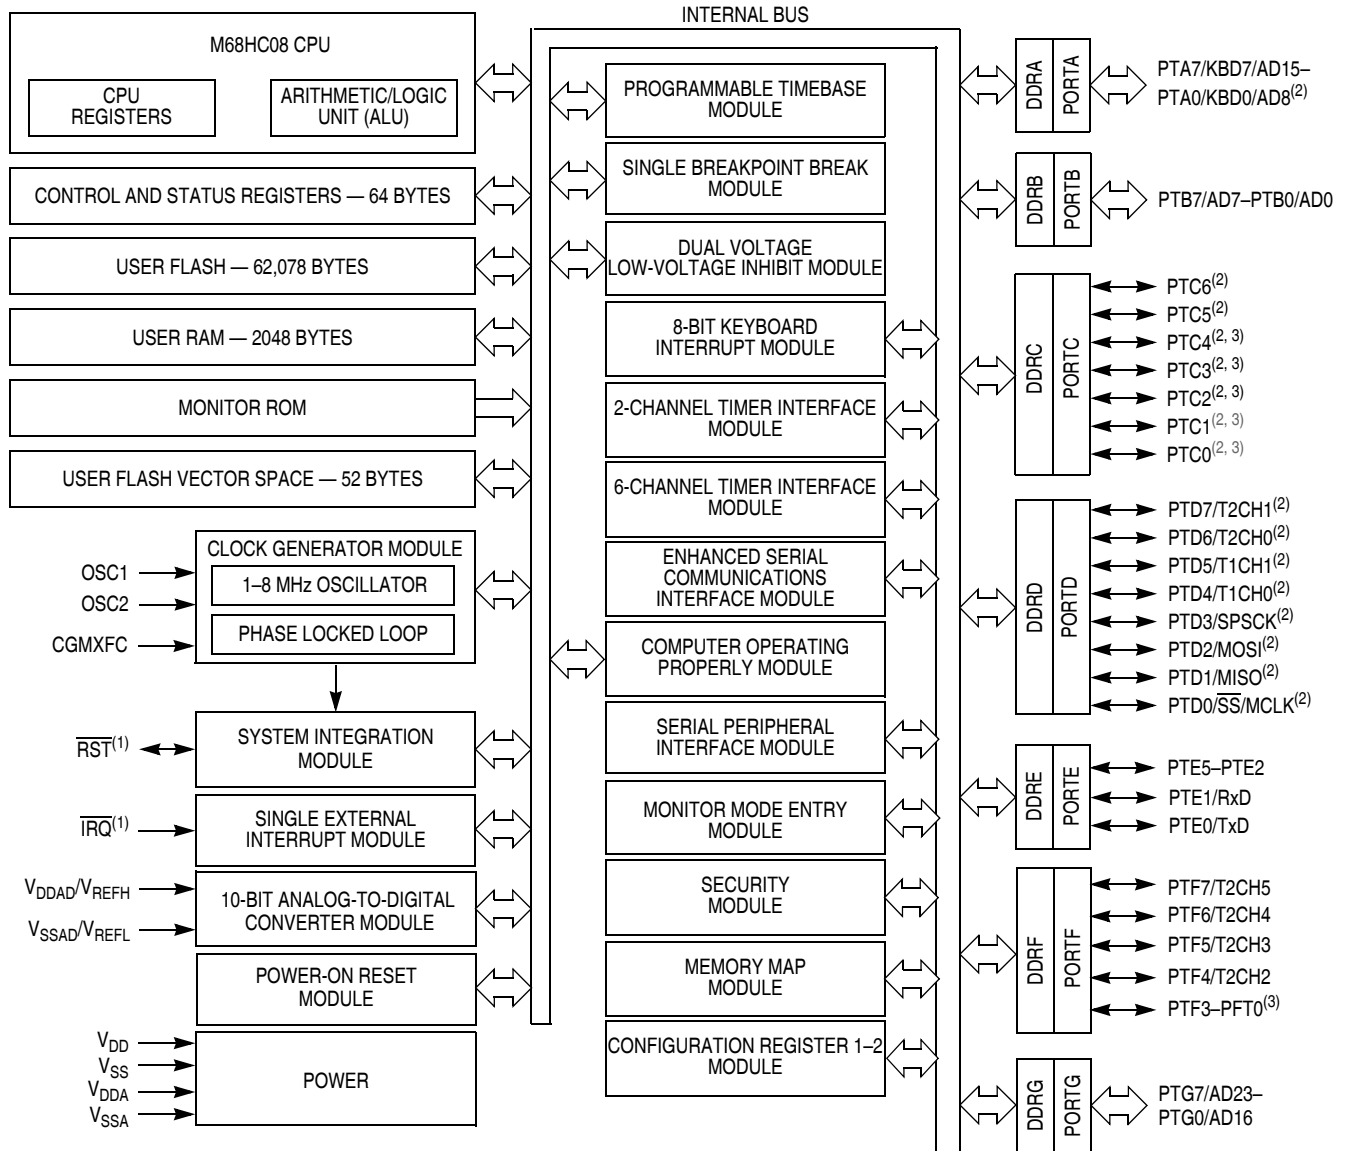 INTERNAL BUS
M68HC08 CPU
CPU
REGISTERS
ARITHMETIC/LOGIC
UNIT (ALU)
CONTROL AND STATUS REGISTERS — 64 BYTES
USER FLASH — 62,078 BYTES
USER RAM — 2048 BYTES
MONITOR ROM
USER FLASH VECTOR SPACE — 52 BYTES
CLOCK GENERATOR MODULE
1–8 MHz OSCILLATOR
PHASE LOCKED LOOP
OSC1
OSC2
CGMXFC
SYSTEM INTEGRATION
MODULE
RST(1)
SINGLE EXTERNAL
INTERRUPT MODULE
IRQ(1)
10-BIT ANALOG-TO-DIGITAL
CONVERTER MODULE
VDDAD/VREFH
VSSAD/VREFL
POWER-ON RESET
MODULE
POWER
VDD
VSS
VDDA
VSSA
PROGRAMMABLE TIMEBASE
MODULE
SINGLE BREAKPOINT BREAK
MODULE
DUAL VOLTAGE
LOW-VOLTAGE INHIBIT MODULE
8-BIT KEYBOARD
INTERRUPT MODULE
2-CHANNEL TIMER INTERFACE
MODULE
6-CHANNEL TIMER INTERFACE
MODULE
ENHANCED SERIAL
COMMUNICATIONS
INTERFACE MODULE
COMPUTER OPERATING
PROPERLY MODULE
SERIAL PERIPHERAL
INTERFACE MODULE
MONITOR MODE ENTRY
MODULE
SECURITY
MODULE
MEMORY MAP
MODULE
CONFIGURATION REGISTER 1–2
MODULE
DDRA
PORTA
PTA7/KBD7/AD15–
PTA0/KBD0/AD8(2)
DDRB
PORTB
PTB7/AD7–PTB0/AD0
DDRC
PORTC
PTC6(2)
PTC5(2)
PTC4(2, 3)
PTC3(2, 3)
PTC2(2, 3)
PTC1(2, 3)
PTC0(2, 3)
DDRD
PORTD
PTD7/T2CH1(2)
PTD6/T2CH0(2)
PTD5/T1CH1(2)
PTD4/T1CH0(2)
PTD3/SPSCK(2)
PTD2/MOSI(2)
PTD1/MISO(2)
PTD0/SS/MCLK(2)
DDRE
PORTE
PTE5–PTE2
PTE1/RxD
PTE0/TxD
DDRF
PORTF
PTF7/T2CH5
PTF6/T2CH4
PTF5/T2CH3
PTF4/T2CH2
PTF3–PFT0(3)
DDRG
PORTG
PTG7/AD23–
PTG0/AD16